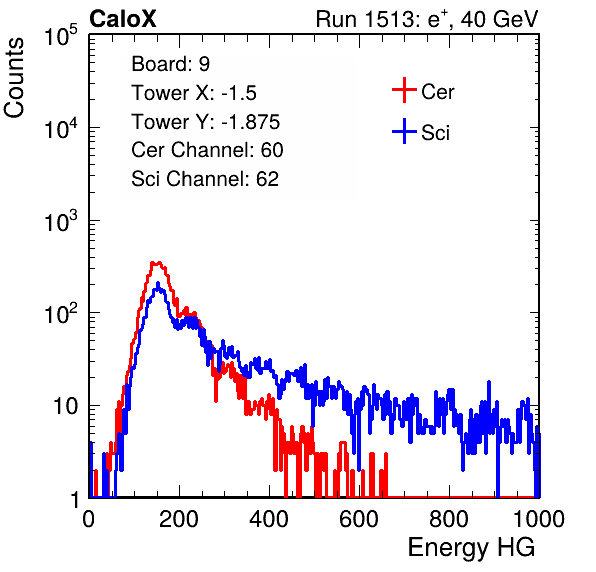 CaloX Run 1513: e+, 40 GeV
Counts
Board: 9
Tower X: -1.5
Tower Y: -1.875
Cer Channel: 60
Sci Channel: 62
Cer
Sci
10^5
10^4
10^3
10^2
10
1
0 200 400 600 800 1000
Energy HG